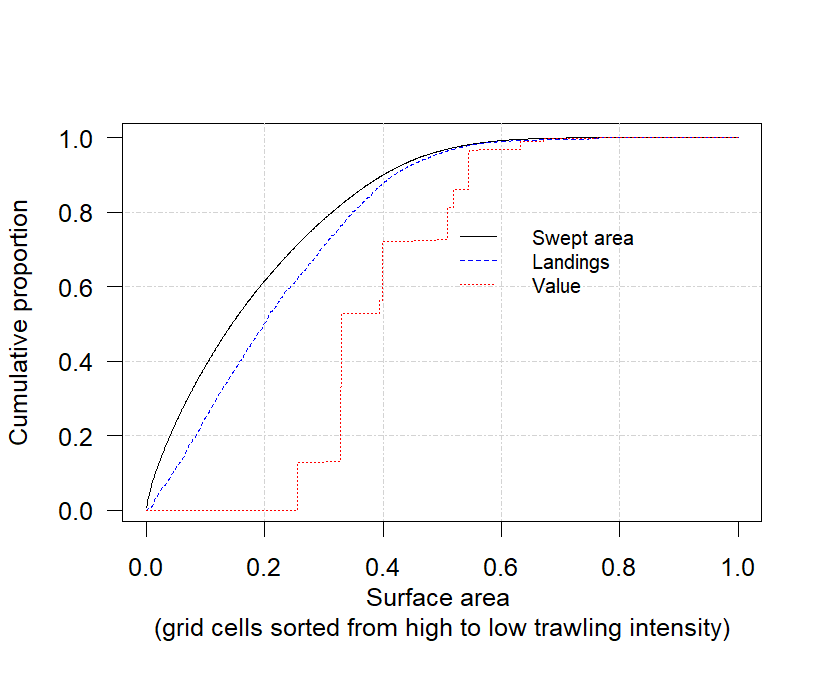 Cumulative proportion
1.0
0.8
0.6
0.4
0.2
0.0
Swept area
Landings
Value
0.0 0.2 0.4 0.6 0.8 1.0
Surface area
(grid cells sorted from high to low trawling intensity)